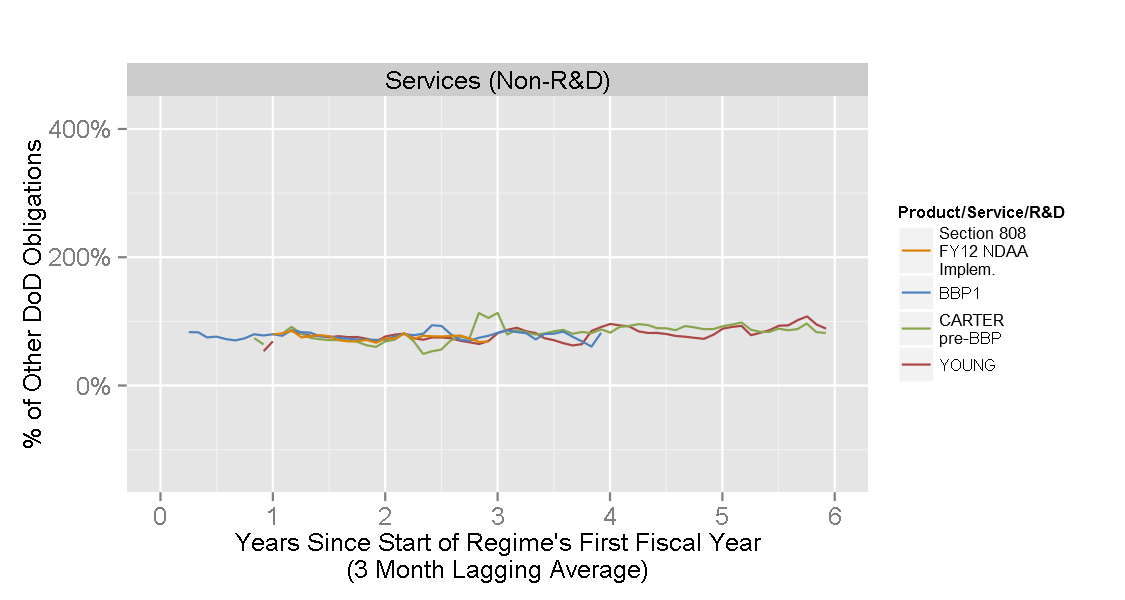 Services (Non-R&D)
400%
200%
0%
% of Other DoD Obligations
0 1 2 3 4 5 6
Years Since Start of Regime's First Fiscal Year
(3 Month Lagging Average)
Product/Service/R&D
Section 808
FY12 NDAA
Implem.
BBP1
CARTER
pre-BBP
YOUNG